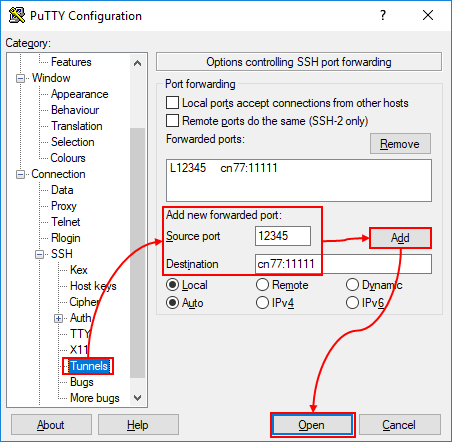 PuTTY Configuration
Category:
Features
Window
Appearance
Behaviour
Translation
Selection
Colours
Connection
Data
Proxy
Telnet
Rlogin
SSH
Kex
Host keys
Cipher
Auth
TTY
X11
Tunnels
Bugs
More bugs
Options controlling SSH port forwarding
Port forwarding
Local ports accept connections from other hosts
Remote ports do the same (SSH-2 only)
Forwarded ports:
Remove
L12345 cn77:11111
Add new forwarded port:
Source port 12345 Add
Destination cn77:11111
Local Remote Dynamic
Auto IPv4 IPv6
About Help Open Cancel